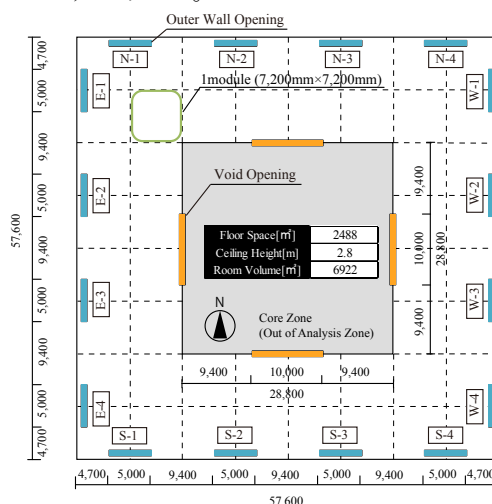 Outer Wall Opening
N-1
N-2
N-3
N-4
1module (7,200mm×7,200mm)
4,700
5,000
9,400
5,000
9,400
5,000
9,400
5,000
4,700
57,600
E-1
E-2
E-3
E-4
W-1
W-2
W-3
W-4
Void Opening
Floor Space[㎡] 2488
Ceiling Height[m] 2.8
Room Volume[㎥] 6922
N
Core Zone
(Out of Analysis Zone)
9,400
10,000
9,400
28,800
9,400 10,000 9,400
28,800
S-1
S-2
S-3
S-4
4,700 5,000 9,400 5,000 9,400 5,000 9,400 5,000 4,700
57,600